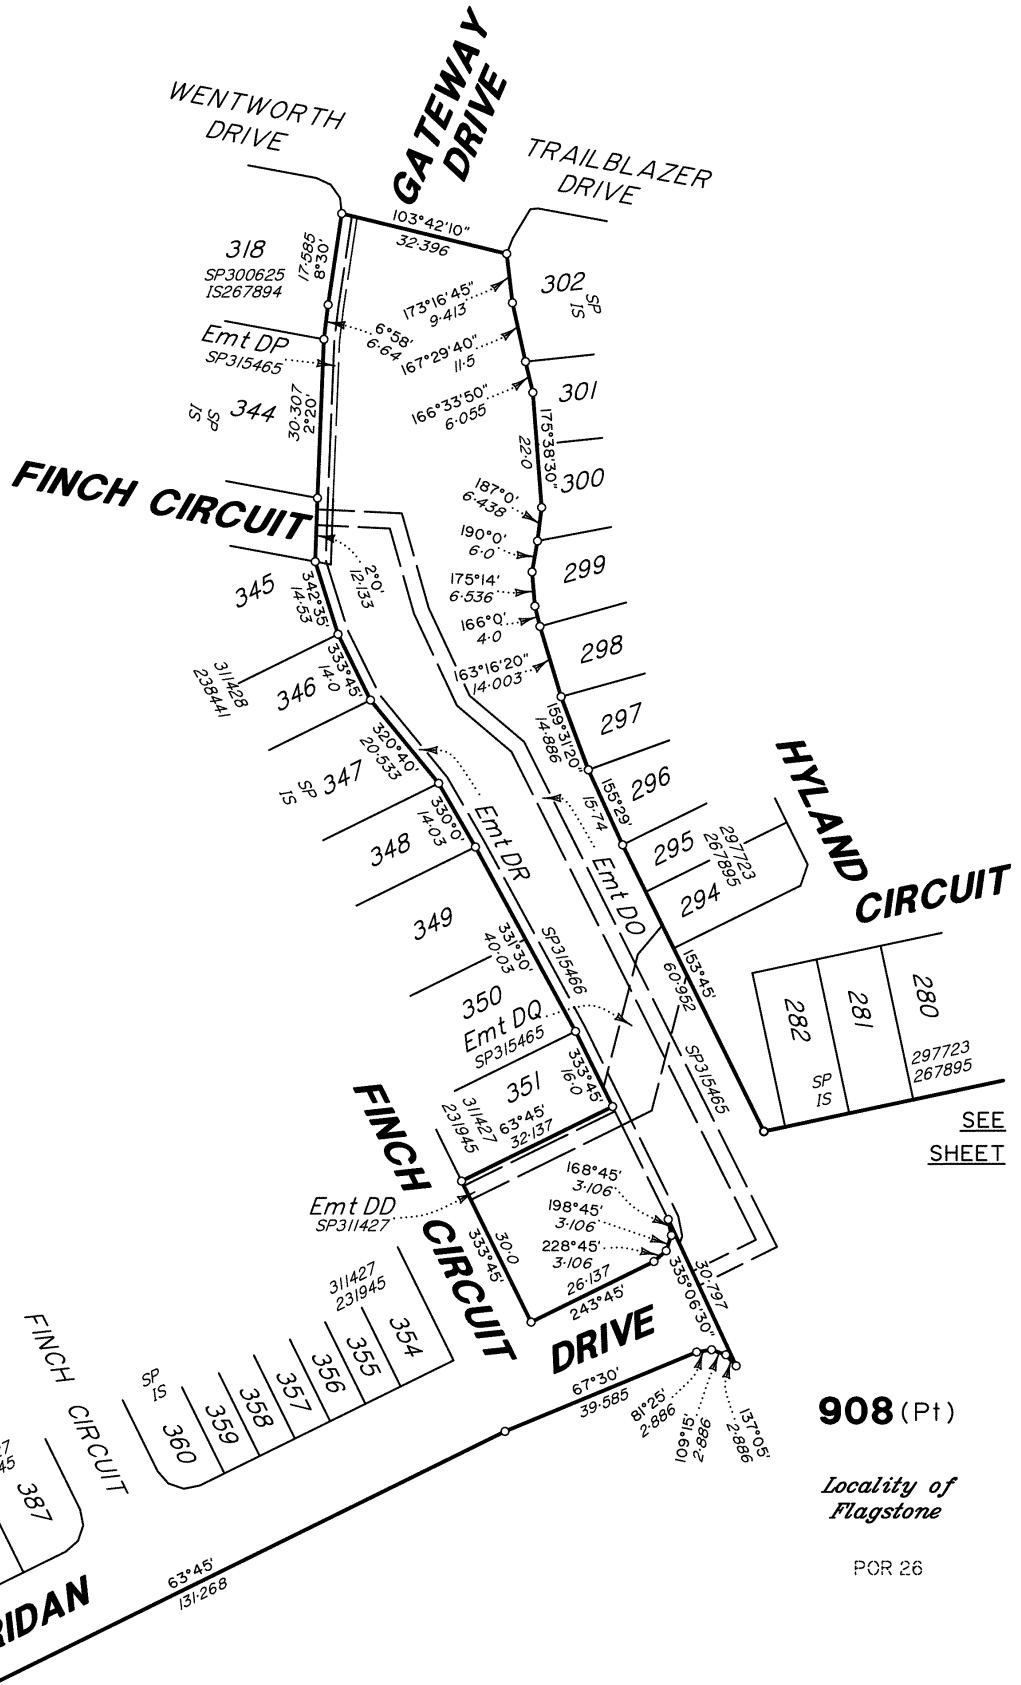 WENTWORTH
DRIVE
GATEWAY
DRIVE
TRAILBLAZER
DRIVE
103°42'10"
32·396
318
SP300625
IS267894
17·585
8°30'
302
SP
IS
173°16'45"
9·413
6°58'
6·64
167°29'40"
11·5
Emt DP
SP315465
166°33'50"
6·055
301
344
SP
IS
30·307
2°20'
175°38'30"
22·0
300
FINCH CIRCUIT
187°0'
6·438
190°0'
6·0
299
2°0'
12·133
175°14'
6·536
345
342°35'
14·53
166°0'
4·0
298
311428
238441
346
333°45'
14·0
163°16'20"
14·003
297
159°31'20"
14·886
347
SP
IS
320°40'
20·533
296
155°29'
15·74
HYLAND
CIRCUIT
348
330°0'
14·03
Emt DR
Emt DO
295
297723
267895
294
349
331°30'
40·03
SP315466
153°45'
60·952
282
281
280
SP
IS
297723
267895
350
Emt DQ
SP315465
SP315465
351
333°45'
16·0
311427
231945
63°45'
32·137
SEE
SHEET
FINCH
CIRCUIT
Emt DD
SP311427
333°45'
30·0
168°45'
3·106
198°45'
3·106
228°45'
3·106
26·137
243°45'
30·797
335°06'30"
DRIVE
311427
231945
354
355
356
357
358
359
360
SP
IS
FINCH
CIRCUIT
387
67°30'
39·585
81°25'
2·886
109°15'
2·886
137°05'
2·886
908 (Pt)
Locality of
Flagstone
POR 26
63°45'
131·268
RIDAN